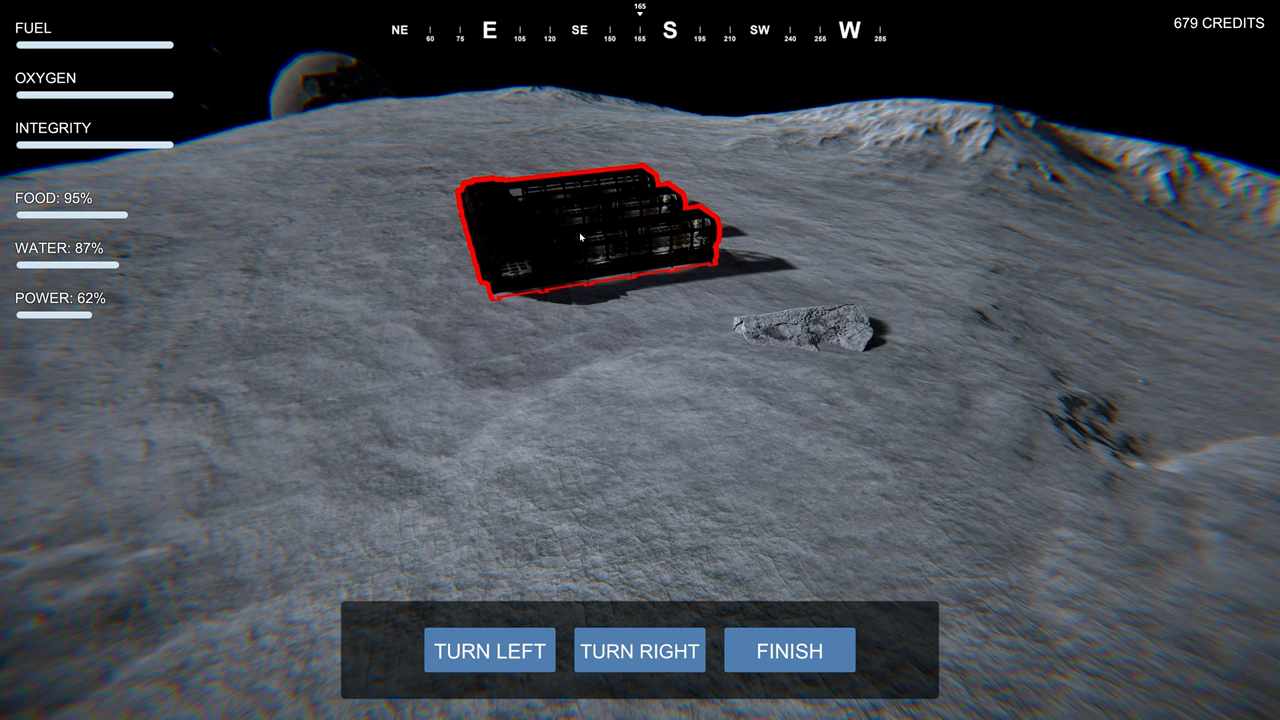 165
NE 60 75 E 105 120 SE 150 165 S 195 210 SW 240 255 W 285
679 CREDITS
FUEL
OXYGEN
INTEGRITY
FOOD: 95%
WATER: 87%
POWER: 62%
TURN LEFT
TURN RIGHT
FINISH